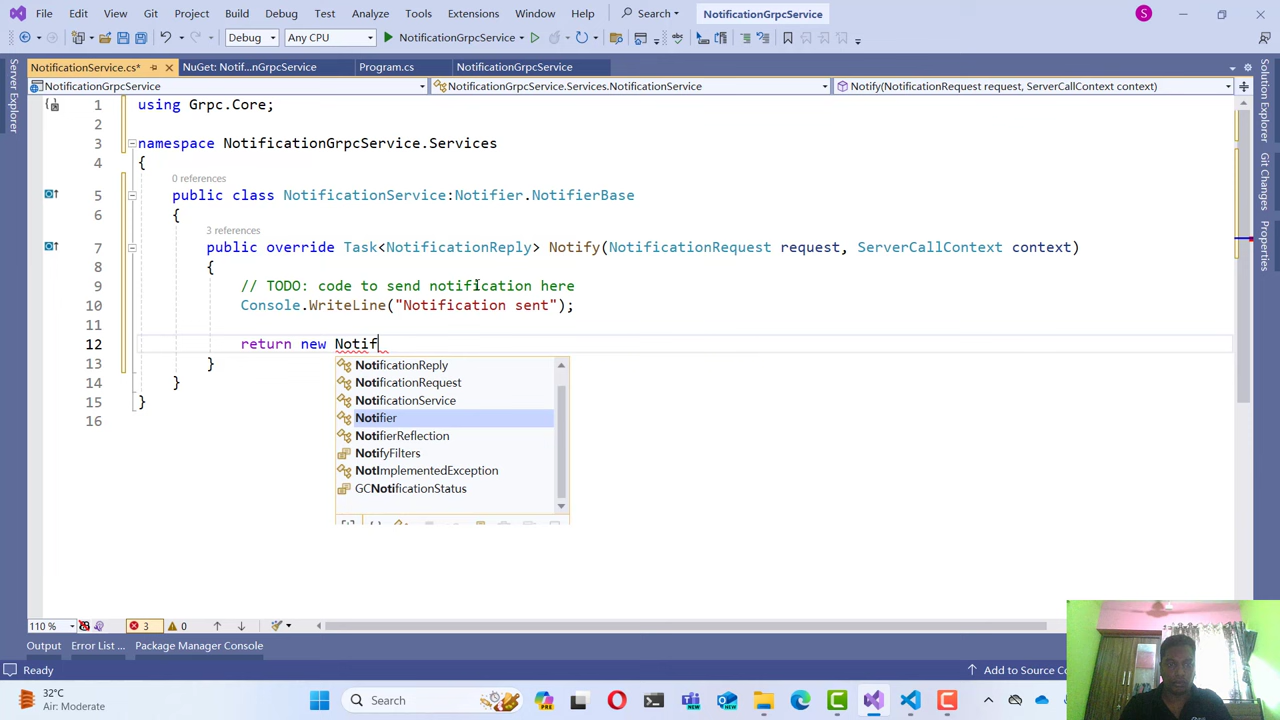 File Edit View Git Project Build Debug Test Analyze Tools Extensions Window Help Search NotificationGrpcService S
Debug Any CPU NotificationGrpcService
NotificationService.cs* NuGet: Notif...nGrpcService Program.cs NotificationGrpcService
NotificationGrpcService NotificationGrpcService.Services.NotificationService Notify(NotificationRequest request, ServerCallContext context)
Server Explorer
Solution Explorer
Git Changes
Properties
1 using Grpc.Core;
2
3 namespace NotificationGrpcService.Services
4 {
0 references
5 public class NotificationService:Notifier.NotifierBase
6 {
3 references
7 public override Task<NotificationReply> Notify(NotificationRequest request, ServerCallContext context)
8 {
9 // TODO: code to send notification here
10 Console.WriteLine("Notification sent");
11
12 return new Notif
13 }
14 }
15 }
16
NotificationReply
NotificationRequest
NotificationService
Notifier
NotifierReflection
NotifyFilters
NotImplementedException
GCNotificationStatus
110 % 3 0
Output Error List ... Package Manager Console
Ready Add to Source Co
32°C
Air: Moderate
Search